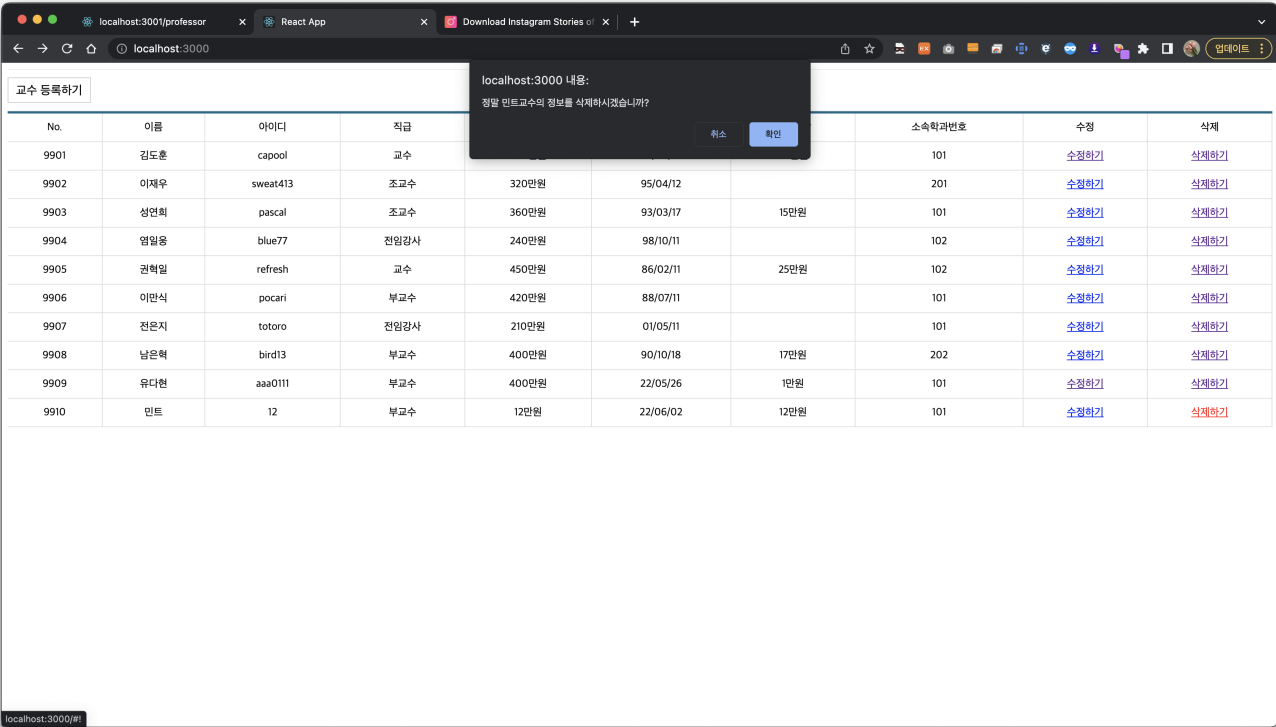 localhost:3001/professor
React App
Download Instagram Stories of
localhost:3000
업데이트
localhost:3000 내용:
정말 민트교수의 정보를 삭제하시겠습니까?
취소 확인
교수 등록하기
No. 이름 아이디 직급 소속학과번호 수정 삭제
9901 김도훈 capool 교수 101 수정하기 삭제하기
9902 이재우 sweat413 조교수 320만원 95/04/12 201 수정하기 삭제하기
9903 성연희 pascal 조교수 360만원 93/03/17 15만원 101 수정하기 삭제하기
9904 염일웅 blue77 전임강사 240만원 98/10/11 102 수정하기 삭제하기
9905 권혁일 refresh 교수 450만원 86/02/11 25만원 102 수정하기 삭제하기
9906 이만식 pocari 부교수 420만원 88/07/11 101 수정하기 삭제하기
9907 전은지 totoro 전임강사 210만원 01/05/11 101 수정하기 삭제하기
9908 남은혁 bird13 부교수 400만원 90/10/18 17만원 202 수정하기 삭제하기
9909 유다현 aaa0111 부교수 400만원 22/05/26 1만원 101 수정하기 삭제하기
9910 민트 12 부교수 12만원 22/06/02 12만원 101 수정하기 삭제하기
localhost:3000/#!